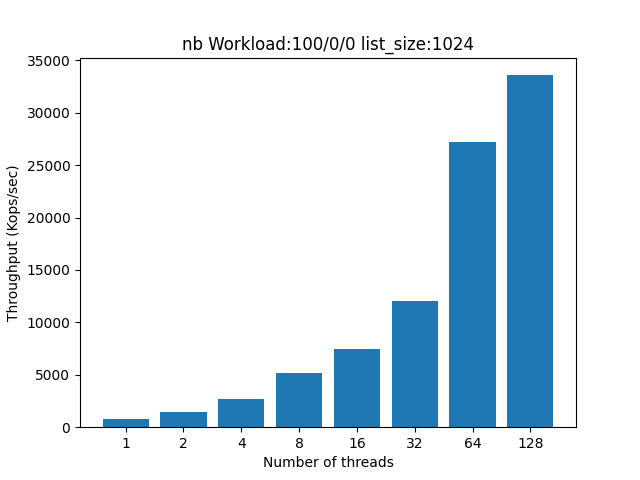 nb Workload:100/0/0 list_size:1024
Throughput (Kops/sec)
35000
30000
25000
20000
15000
10000
5000
0
1 2 4 8 16 32 64 128
Number of threads